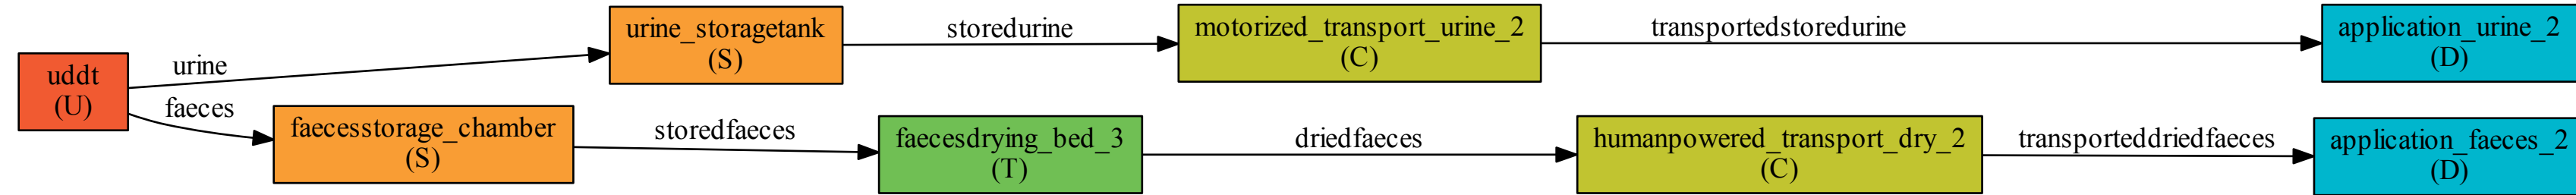 uddt
(U)
urine
faeces
urine_storagetank
(S)
storedurine
motorized_transport_urine_2
(C)
transportedstoredurine
application_urine_2
(D)
faecesstorage_chamber
(S)
storedfaeces
faecesdrying_bed_3
(T)
driedfaeces
humanpowered_transport_dry_2
(C)
transporteddriedfaeces
application_faeces_2
(D)